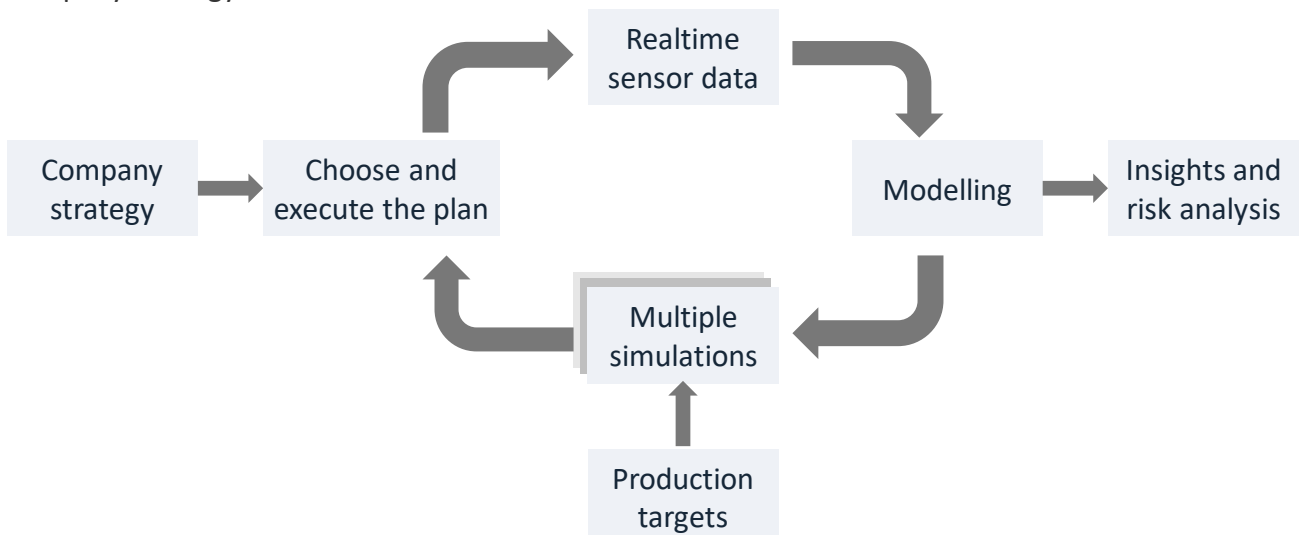 Realtime
sensor data
Company
strategy
Choose and
execute the plan
Modelling
Insights and
risk analysis
Multiple
simulations
Production
targets